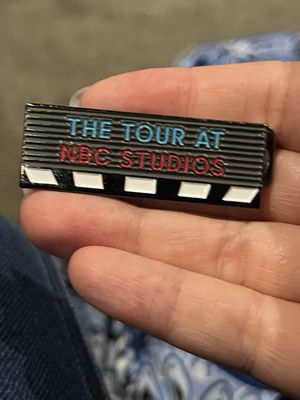 THE TOUR AT
NBC STUDIOS